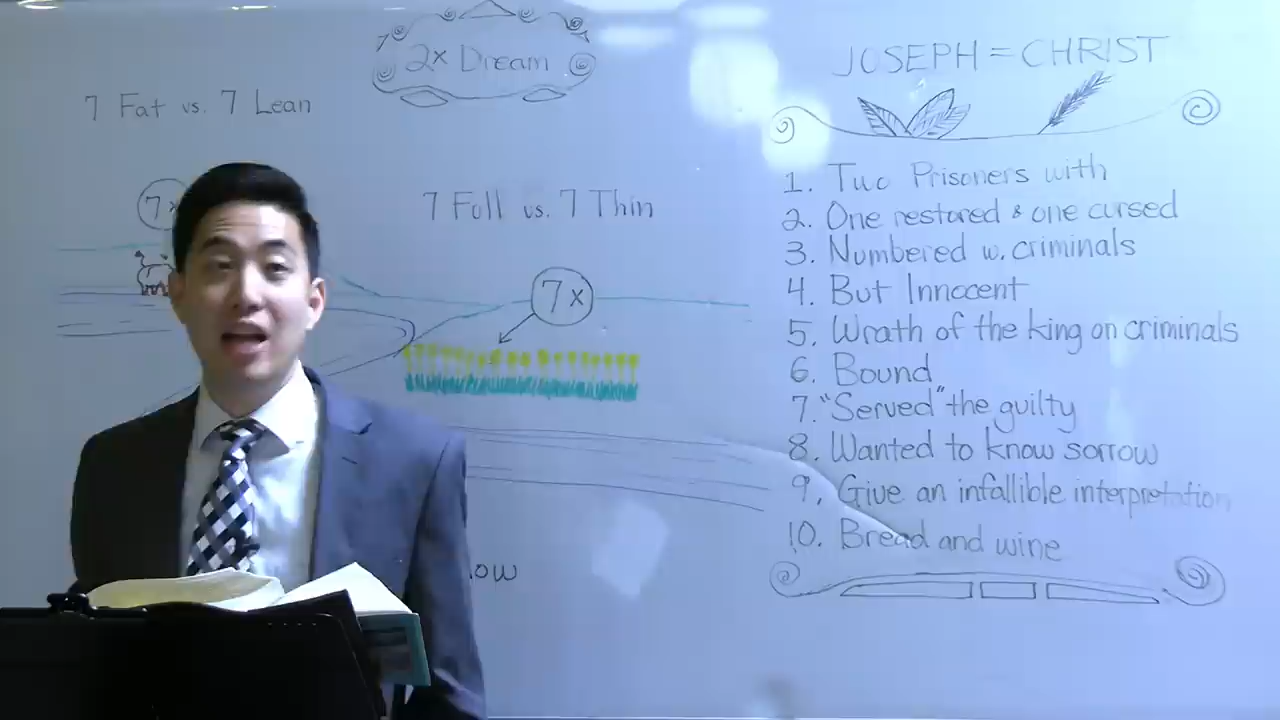 2x Dream
7 Fat vs. 7 Lean
7x
7 Full vs. 7 Thin
7x
JOSEPH = CHRIST
1. Two Prisoners with
2. One restored & one cursed
3. Numbered w. criminals
4. But Innocent
5. Wrath of the king on criminals
6. Bound
7. "Served" the guilty
8. Wanted to know sorrow
9. Give an infallible interpretation
10. Bread and wine